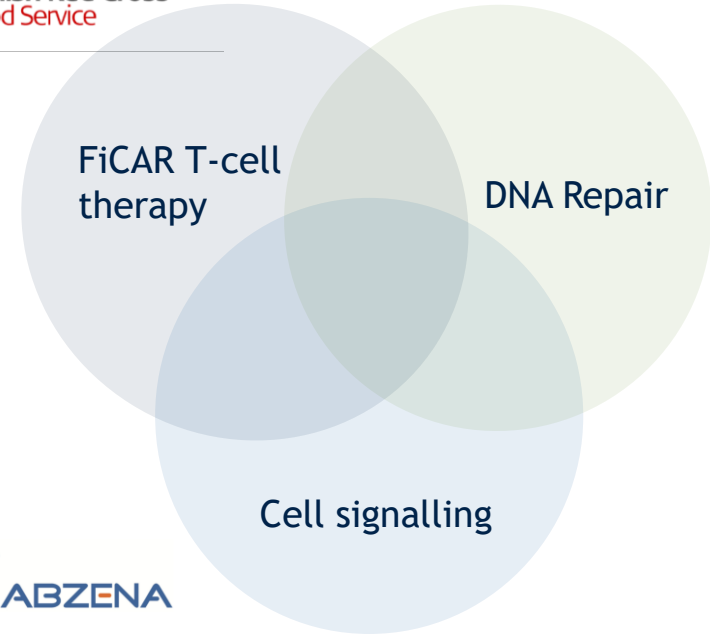 d Service
FiCAR T-cell
therapy
DNA Repair
Cell signalling
ABZENA